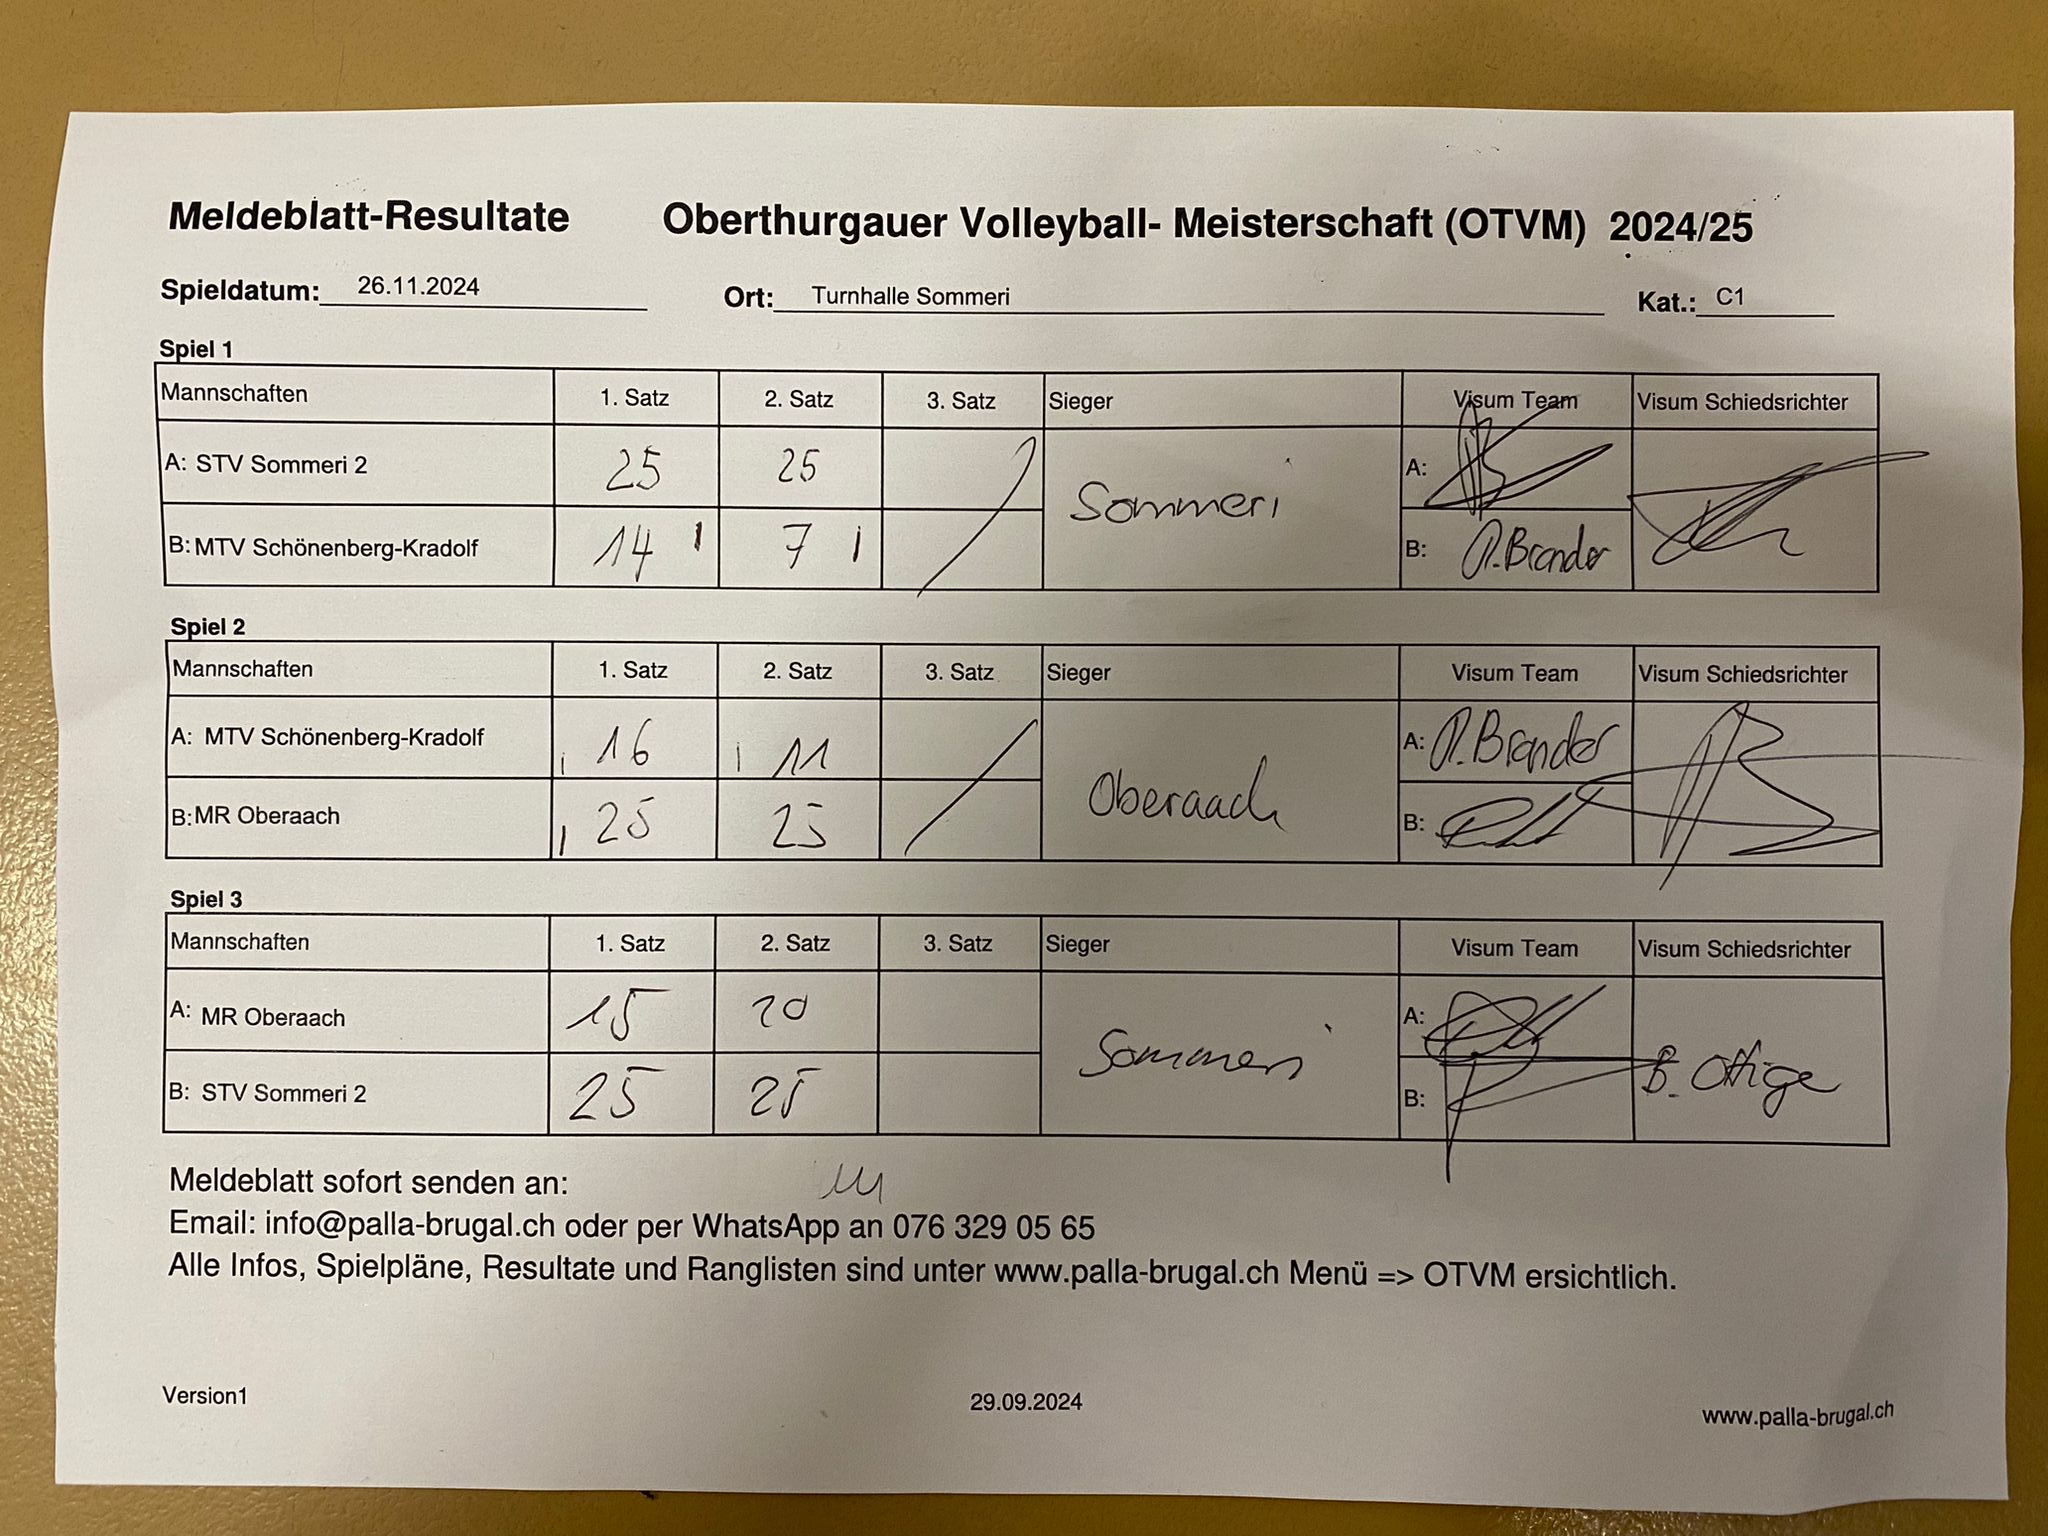 Meldeblatt-Resultate Oberthurgauer Volleyball- Meisterschaft (OTVM) 2024/25
Spieldatum: 26.11.2024 Ort: Turnhalle Sommeri Kat.: C1
Spiel 1
Mannschaften 1. Satz 2. Satz 3. Satz Sieger Visum Team Visum Schiedsrichter
A: STV Sommeri 2 25 25 Sommeri A:
B: MTV Schönenberg-Kradolf 14 7 B: R. Brander
Spiel 2
Mannschaften 1. Satz 2. Satz 3. Satz Sieger Visum Team Visum Schiedsrichter
A: MTV Schönenberg-Kradolf 16 11 Oberaach A: R. Brander
B: MR Oberaach 25 25 B:
Spiel 3
Mannschaften 1. Satz 2. Satz 3. Satz Sieger Visum Team Visum Schiedsrichter
A: MR Oberaach 15 20 Sommeri A:
B: STV Sommeri 2 25 25 B:
Meldeblatt sofort senden an:
Email: info@palla-brugal.ch oder per WhatsApp an 076 329 05 65
Alle Infos, Spielpläne, Resultate und Ranglisten sind unter www.palla-brugal.ch Menü => OTVM ersichtlich.
Version1 29.09.2024 www.palla-brugal.ch